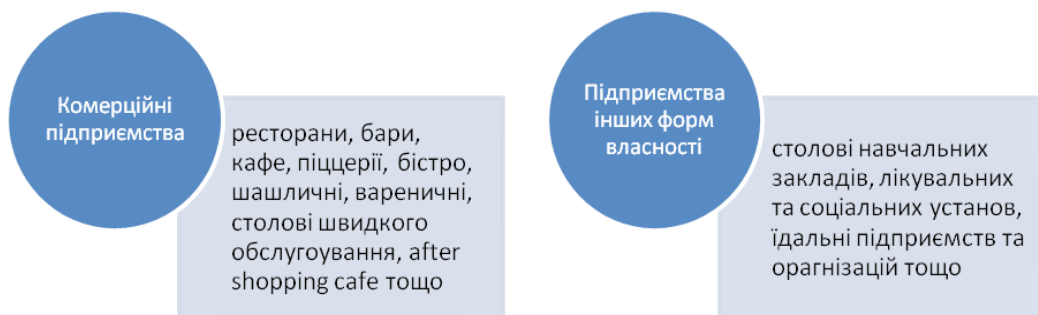 Комерційні
підприємства
ресторани, бари,
кафе, піццерії, бістро,
шашличні, вареничні,
столові швидкого
обслугоування, after
shopping cafe тощо
Підприємства
інших форм
власності
столові навчальних
закладів, лікувальних
та соціальних установ,
їдальні підприємств та
орагнізацій тощо